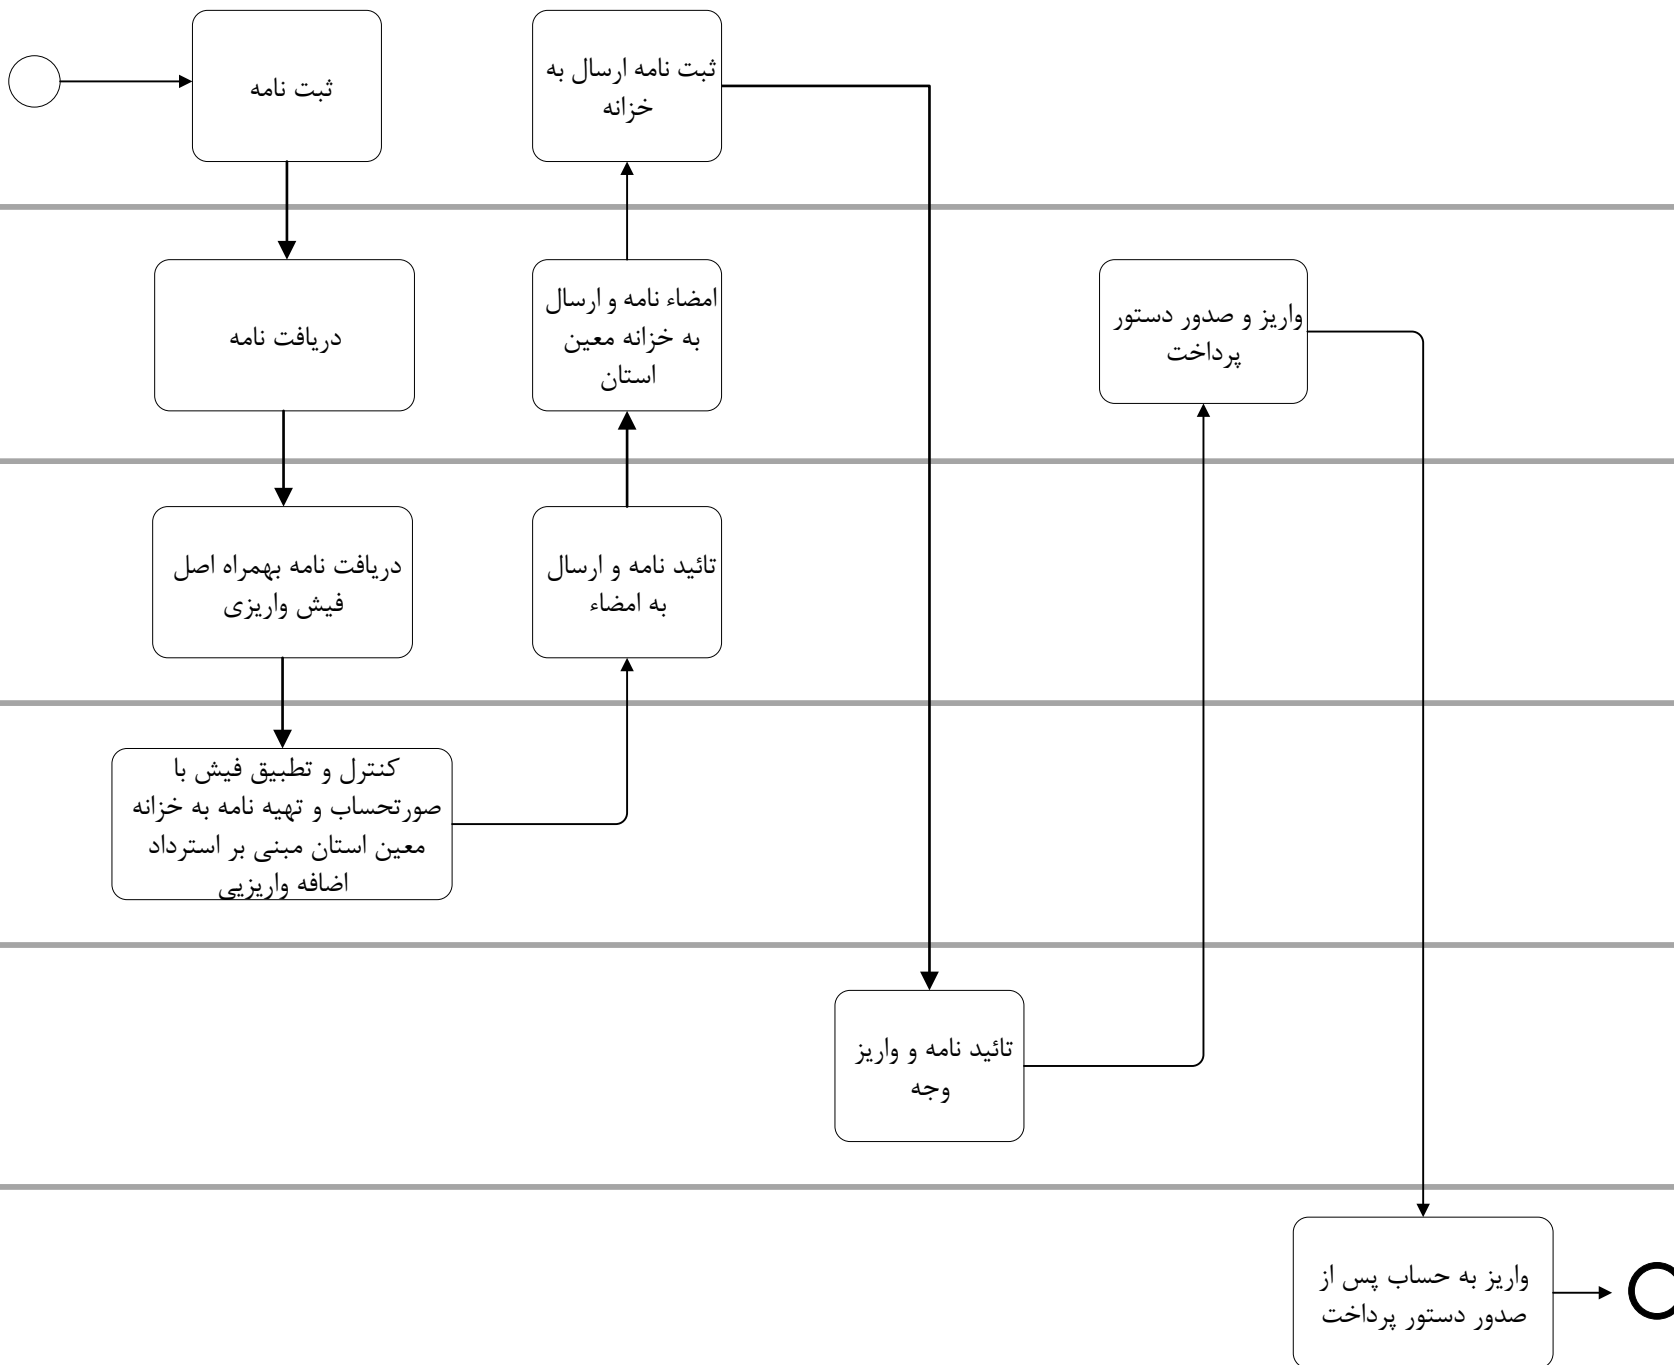 ثبت نامه
ثبت نامه ارسال به
خزانه
دریافت نامه
امضاء نامه و ارسال
به خزانه معین
استان
واریز و صدور دستور
پرداخت
دریافت نامه بهمراه اصل
فیش واریزی
تائید نامه و ارسال
به امضاء
کنترل و تطبیق فیش با
صورتحساب و تهیه نامه به خزانه
معین استان مبنی بر استرداد
اضافه واریزیی
تائید نامه و واریز
وجه
واریز به حساب پس از
صدور دستور پرداخت